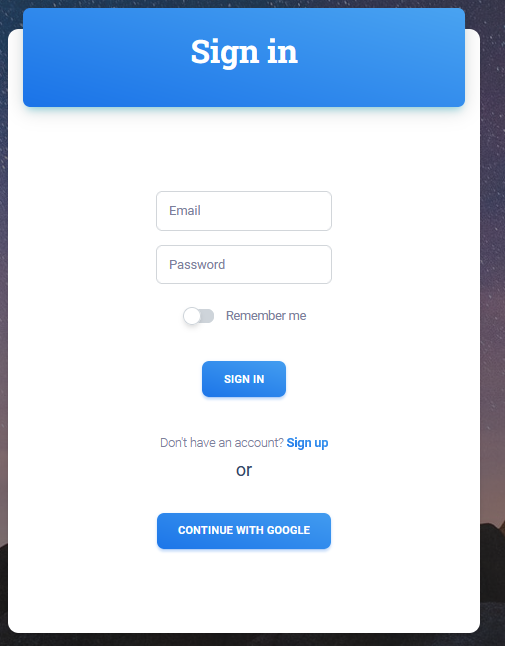 Sign in
Email
Password
Remember me
SIGN IN
Don't have an account? Sign up
or
CONTINUE WITH GOOGLE